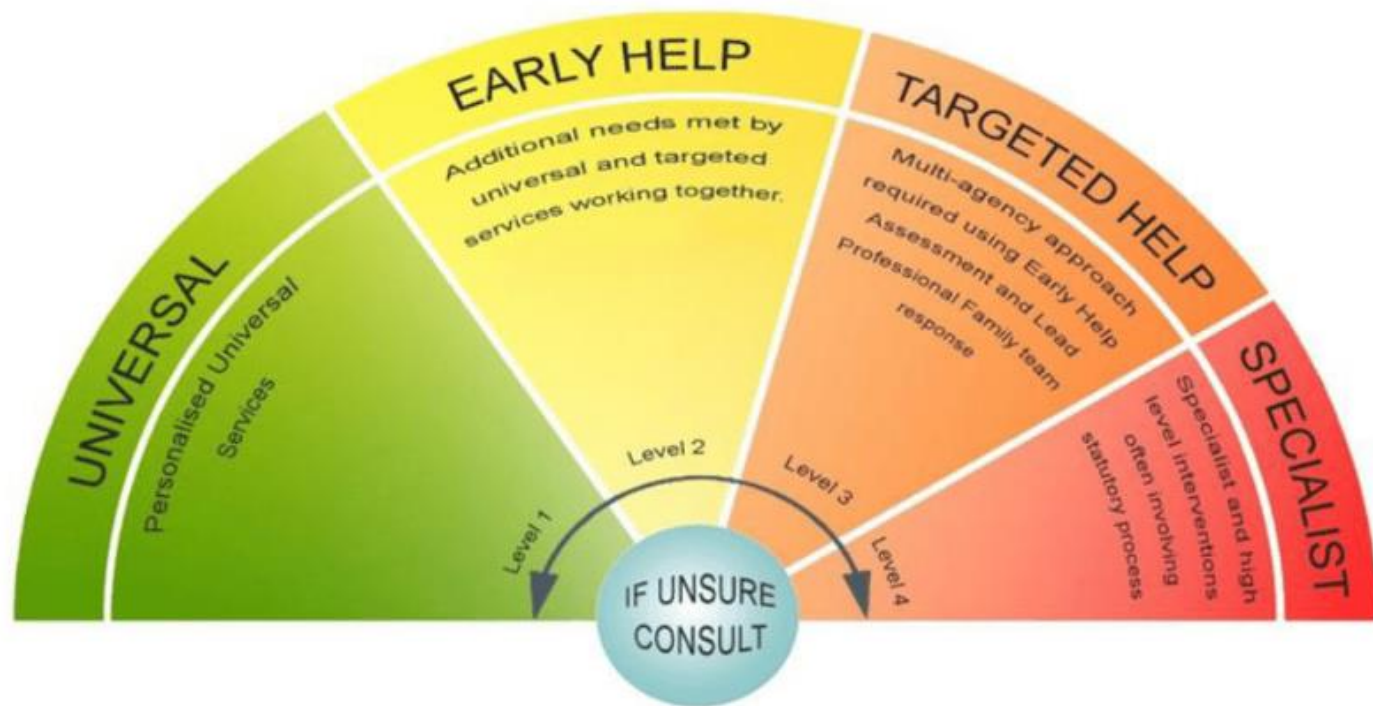 UNIVERSAL
Personalised Universal
Services
Level 1
EARLY HELP
Additional needs met by
universal and targeted
services working together.
Level 2
TARGETED HELP
Multi-agency approach
required using Early Help
Assessment and Lead
Professional Family team
response
Level 3
SPECIALIST
Specialist and high
level interventions
often involving
statutory process
Level 4
IF UNSURE
CONSULT